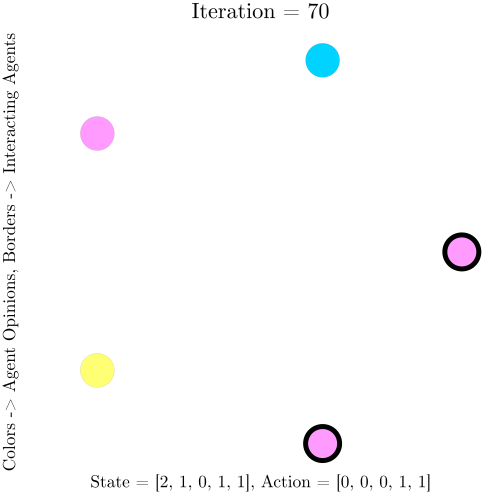 Iteration = 70
Colors -> Agent Opinions, Borders -> Interacting Agents
State = [2, 1, 0, 1, 1], Action = [0, 0, 0, 1, 1]